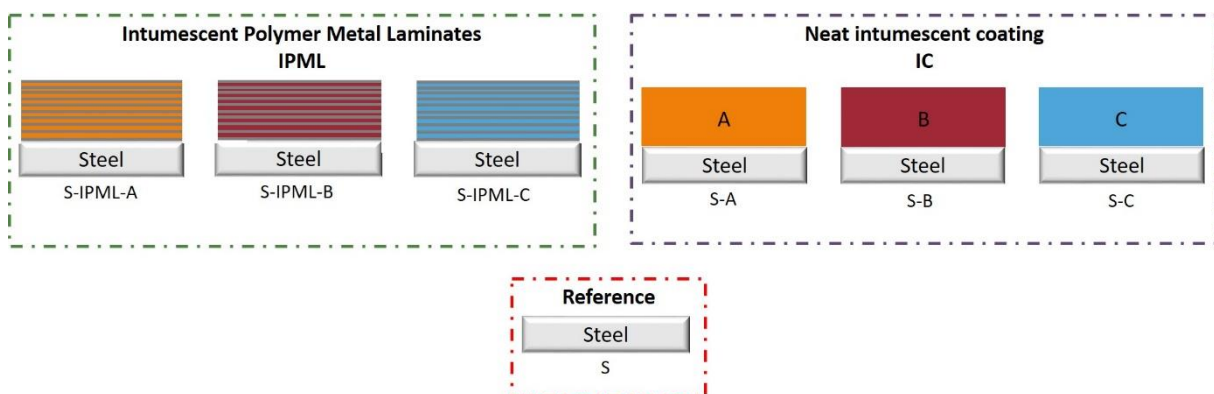 Intumescent Polymer Metal Laminates
IPML
Steel
Steel
Steel
S-IPML-A
S-IPML-B
S-IPML-C
Neat intumescent coating
IC
A
B
C
Steel
Steel
Steel
S-A
S-B
S-C
Reference
Steel
S